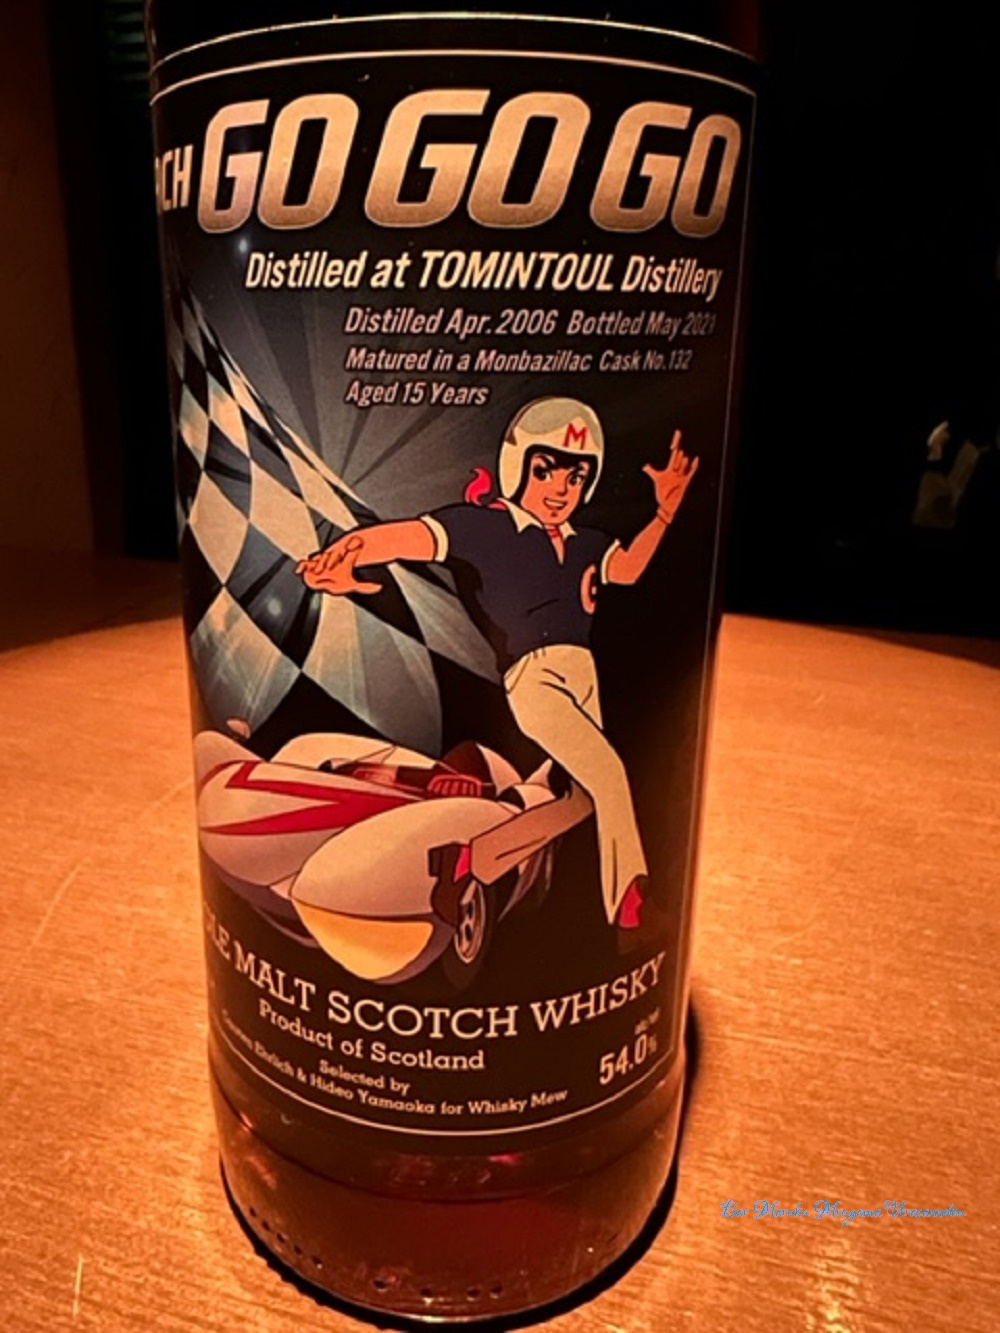 GO GO GO
Distilled at TOMINTOUL Distillery
Distilled Apr. 2006 Bottled May 2021
Matured in a Monbazillac Cask No.132
Aged 15 Years
M
MALT SCOTCH WHISKY
Product of Scotland
54.0%
Selected by
Ehrlich & Hideo Yamaoka for Whisky Mew